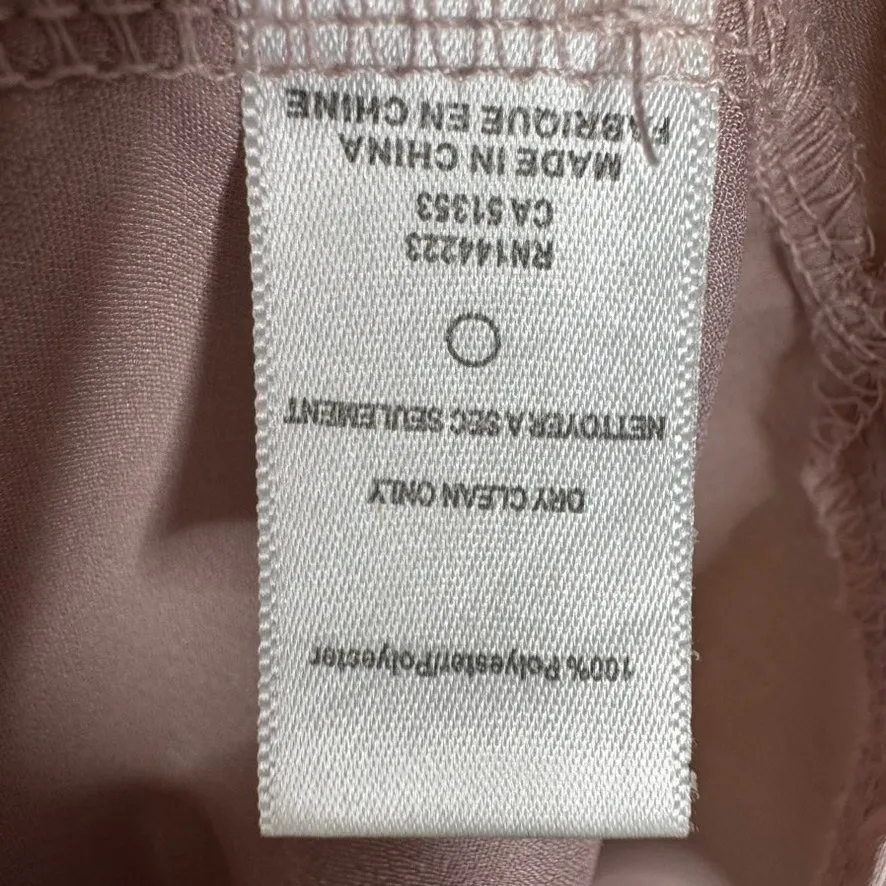 100% Polyester/Polyester
DRY CLEAN ONLY
NETTOYER A SEC SEULEMENT
RN144223
CA 51353
MADE IN CHINA
FABRIQUE EN CHINE